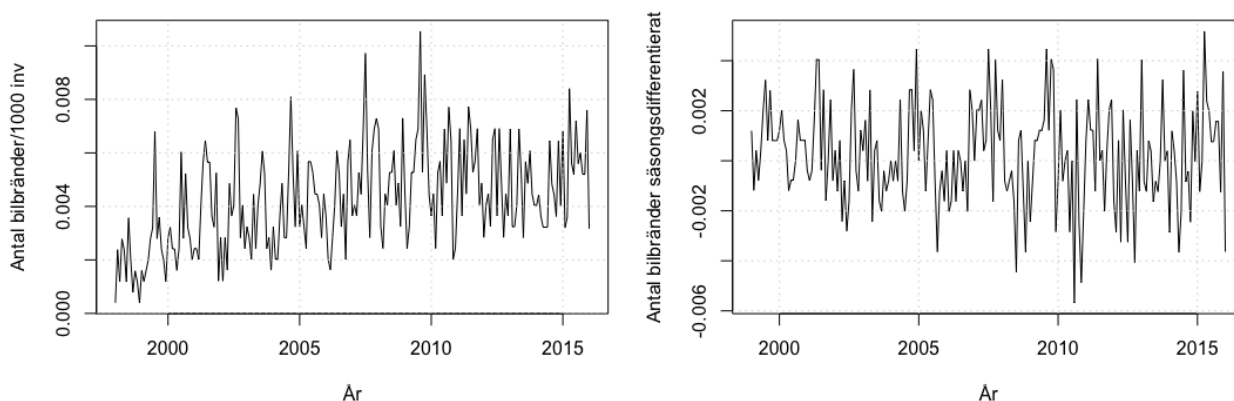 Antal bilbränder/1000 inv
0.008
0.004
0.000
2000 2005 2010 2015
År
Antal bilbränder säsongsdifferentierat
0.002
-0.002
-0.006
2000 2005 2010 2015
År